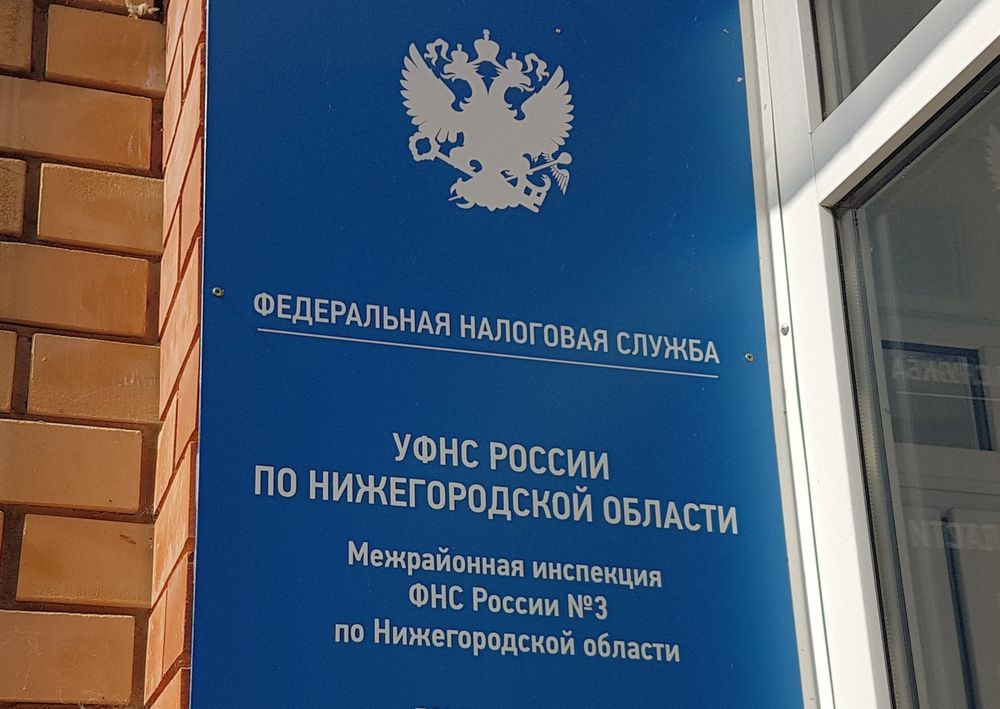 ФЕДЕРАЛЬНАЯ НАЛОГОВАЯ СЛУЖБА
УФНС РОССИИ
ПО НИЖЕГОРОДСКОЙ ОБЛАСТИ
Межрайонная инспекция
ФНС России №3
по Нижегородской области